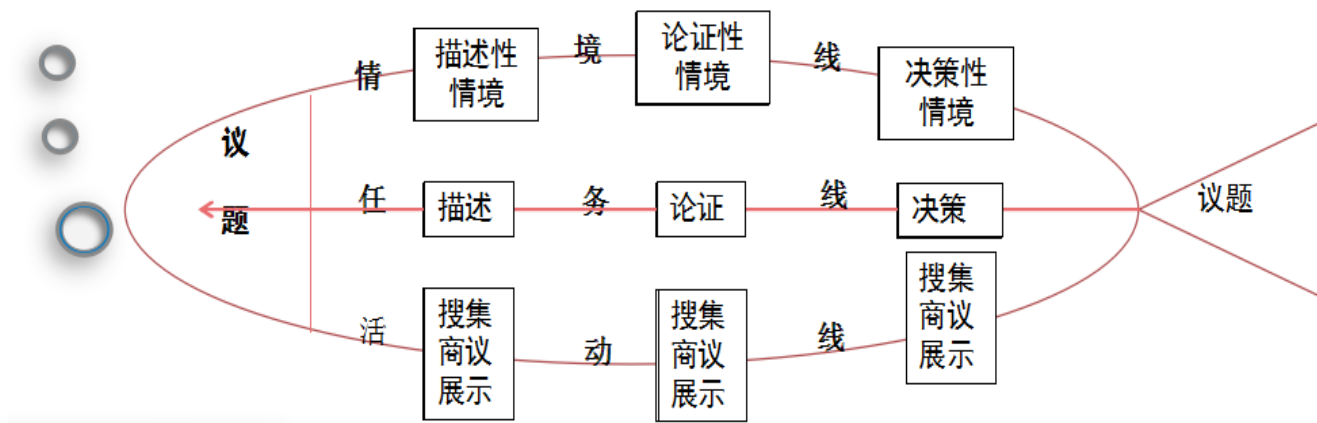 情
描述性
情境
境
论证性
情境
线
决策性
情境
议
题
任
描述
务
论证
线
决策
议题
活
搜集
商议
展示
动
搜集
商议
展示
线
搜集
商议
展示